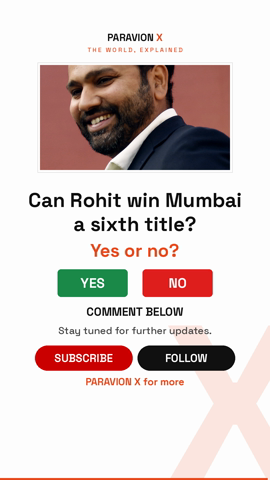 PARAVION X
THE WORLD, EXPLAINED
Can Rohit win Mumbai
a sixth title?
Yes or no?
YES
NO
COMMENT BELOW
Stay tuned for further updates.
SUBSCRIBE
FOLLOW
PARAVION X for more